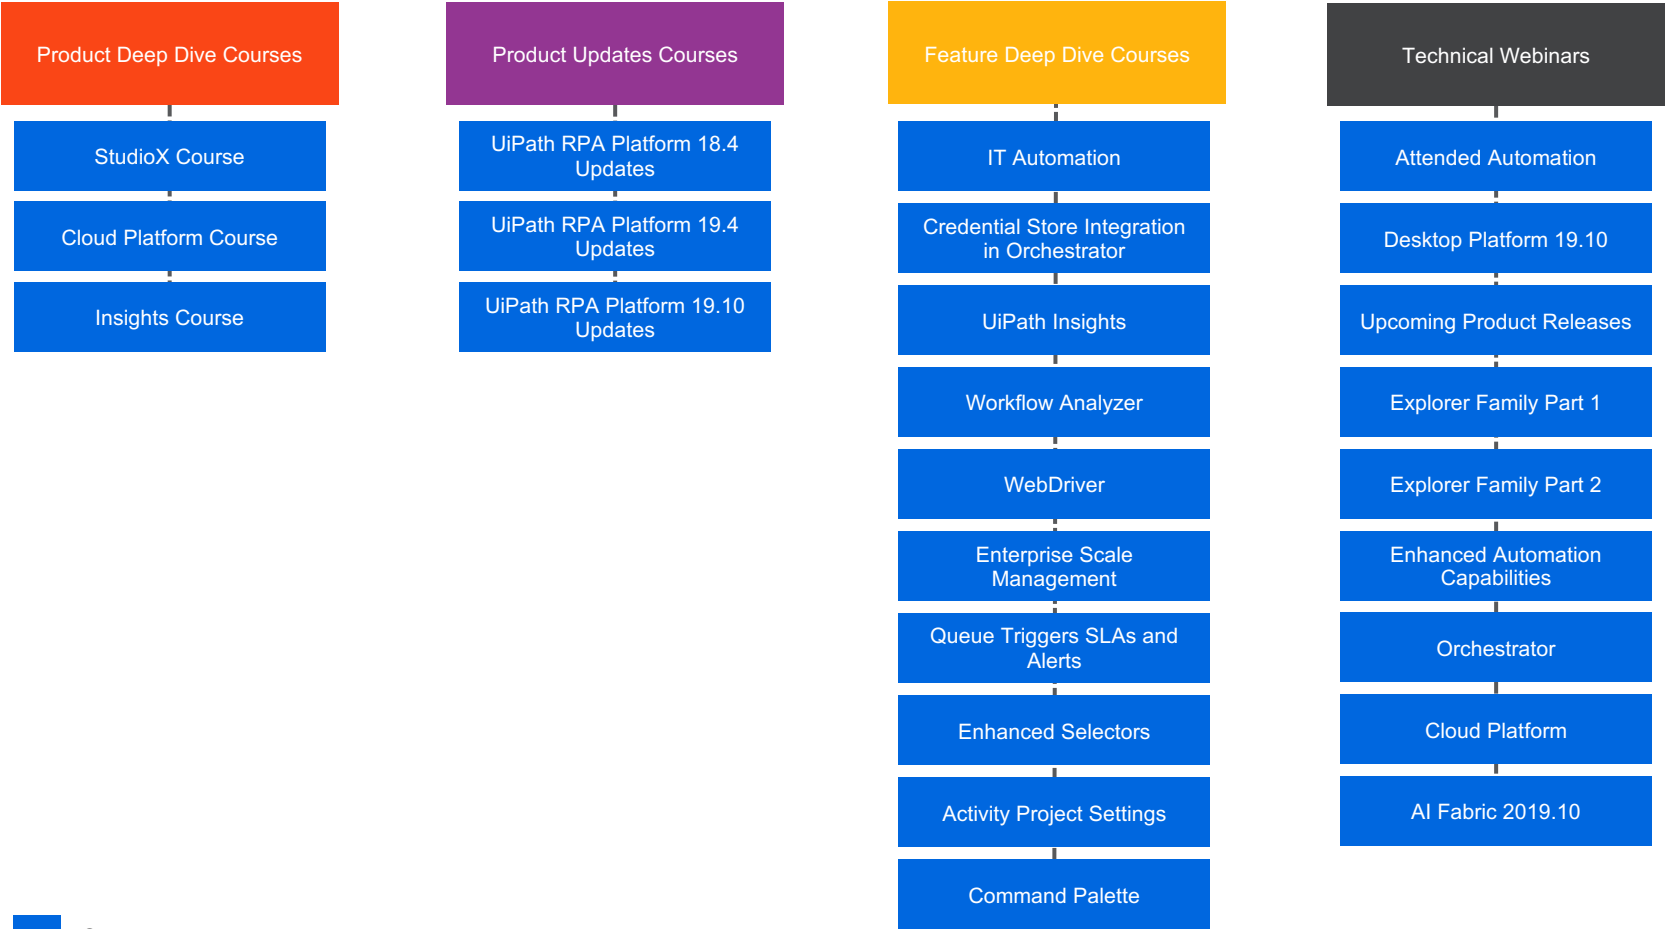 Product Deep Dive Courses
StudioX Course
Cloud Platform Course
Insights Course
Product Updates Courses
UiPath RPA Platform 18.4
Updates
UiPath RPA Platform 19.4
Updates
UiPath RPA Platform 19.10
Updates
Feature Deep Dive Courses
IT Automation
Credential Store Integration
in Orchestrator
UiPath Insights
Workflow Analyzer
WebDriver
Enterprise Scale
Management
Queue Triggers SLAs and
Alerts
Enhanced Selectors
Activity Project Settings
Command Palette
Technical Webinars
Attended Automation
Desktop Platform 19.10
Upcoming Product Releases
Explorer Family Part 1
Explorer Family Part 2
Enhanced Automation
Capabilities
Orchestrator
Cloud Platform
AI Fabric 2019.10